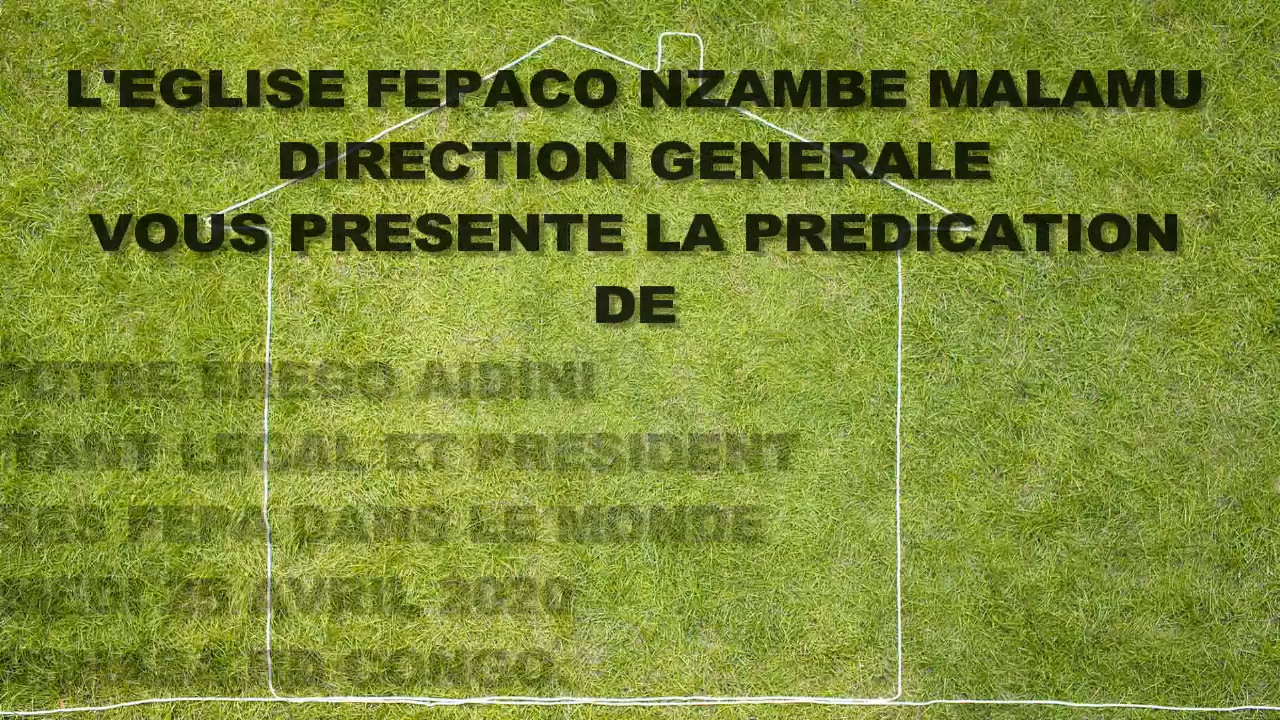 L'EGLISE FEPACO NZAMBE MALAMU
DIRECTION GENERALE
VOUS PRESENTE LA PREDICATION
DE
AIDINI
LEGAL ET PRESIDENT
DANS LE MONDE
AVRIL 2020
CONGO